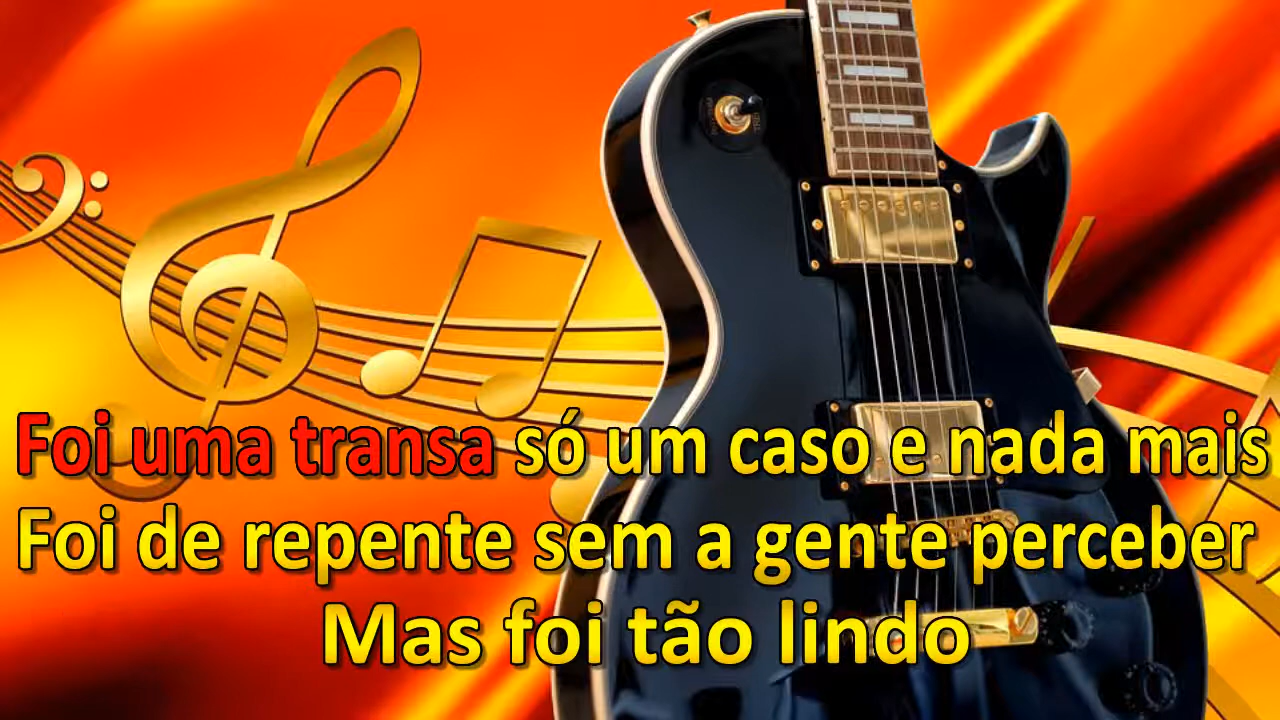 Foi uma transa só um caso e nada mais
Foi de repente sem a gente perceber
Mas foi tão lindo